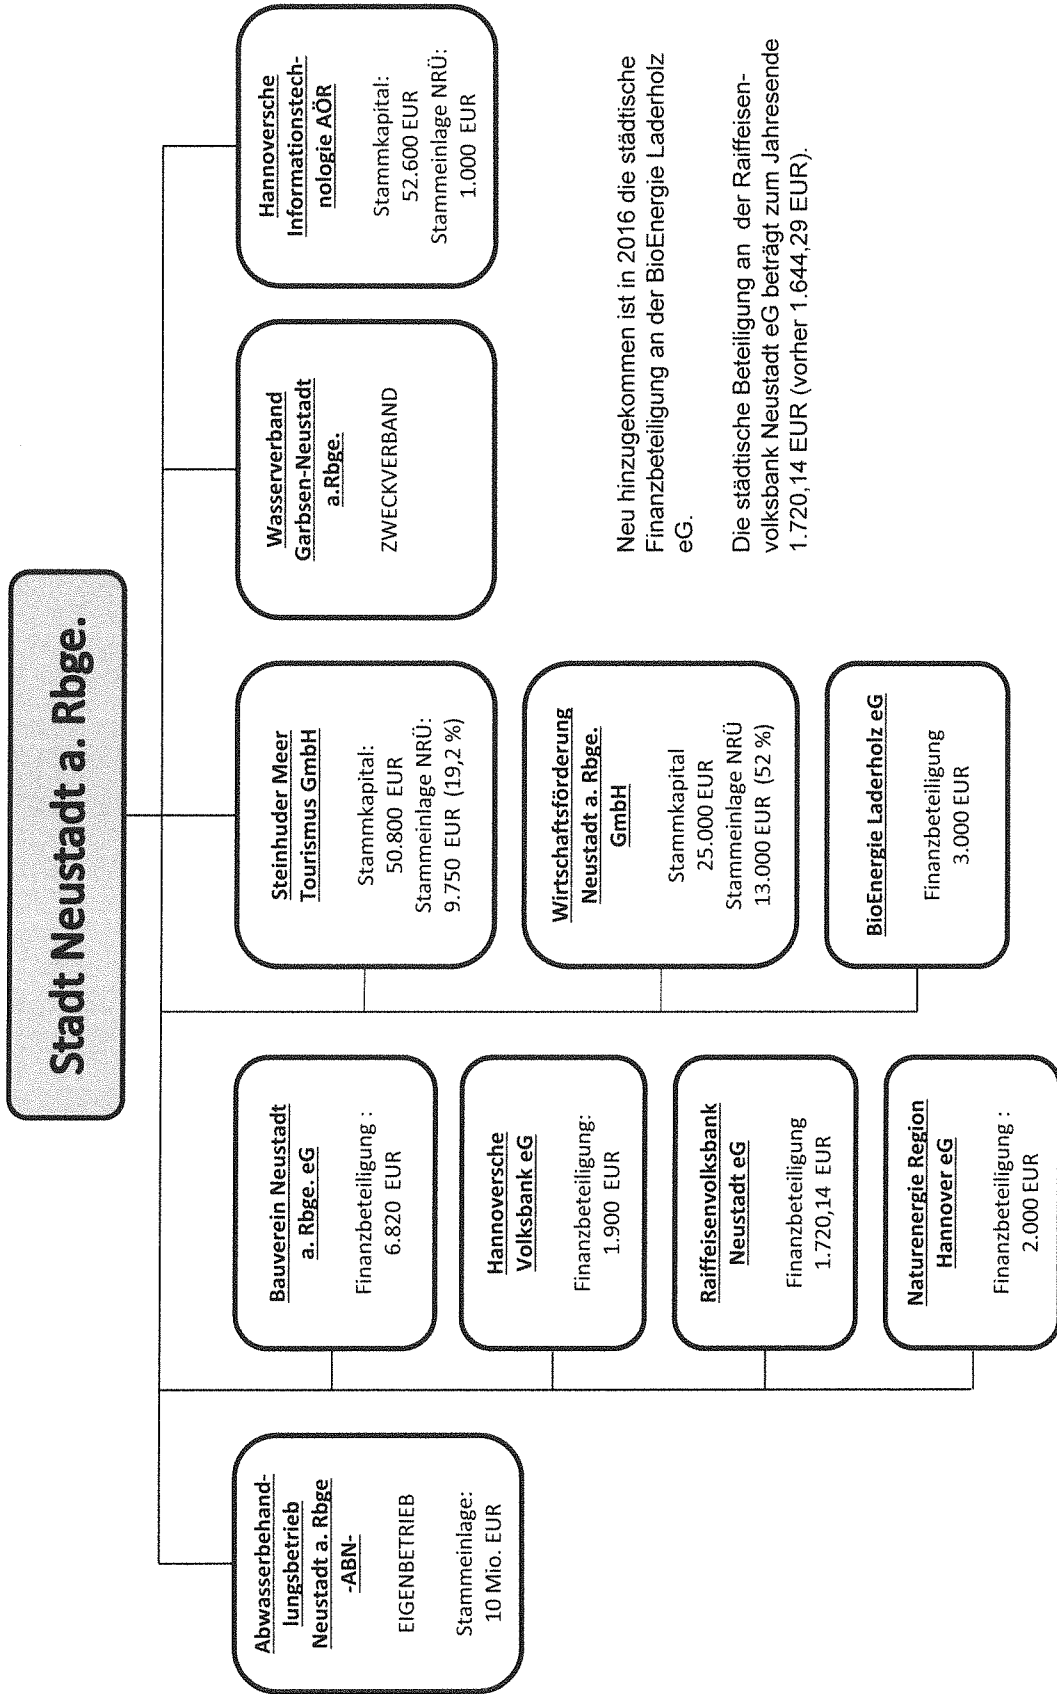 Stadt Neustadt a. Rbge.
Abwasserbehand-
lungsbetrieb
Neustadt a. Rbge
-ABN-
EIGENBETRIEB
Stammeinlage:
10 Mio. EUR
Bauverein Neustadt
a. Rbge. eG
Finanzbeteiligung :
6.820 EUR
Hannoversche
Volksbank eG
Finanzbeteiligung:
1.900 EUR
Raiffeisenvolksbank
Neustadt eG
Finanzbeteiligung
1.720,14 EUR
Naturenergie Region
Hannover eG
Finanzbeteiligung :
2.000 EUR
Steinhuder Meer
Tourismus GmbH
Stammkapital:
50.800 EUR
Stammeinlage NRÜ:
9.750 EUR (19,2 %)
Wirtschaftsförderung
Neustadt a. Rbge.
GmbH
Stammkapital
25.000 EUR
Stammeinlage NRÜ
13.000 EUR (52 %)
BioEnergie Laderholz eG
Finanzbeteiligung
3.000 EUR
Wasserverband
Garbsen-Neustadt
a.Rbge.
ZWECKVERBAND
Hannoversche
Informationstech-
nologie AÖR
Stammkapital:
52.600 EUR
Stammeinlage NRÜ:
1.000 EUR
Neu hinzugekommen ist in 2016 die städtische
Finanzbeteiligung an der BioEnergie Laderholz
eG.
Die städtische Beteiligung an der Raiffeisen-
volksbank Neustadt eG beträgt zum Jahresende
1.720,14 EUR (vorher 1.644,29 EUR).